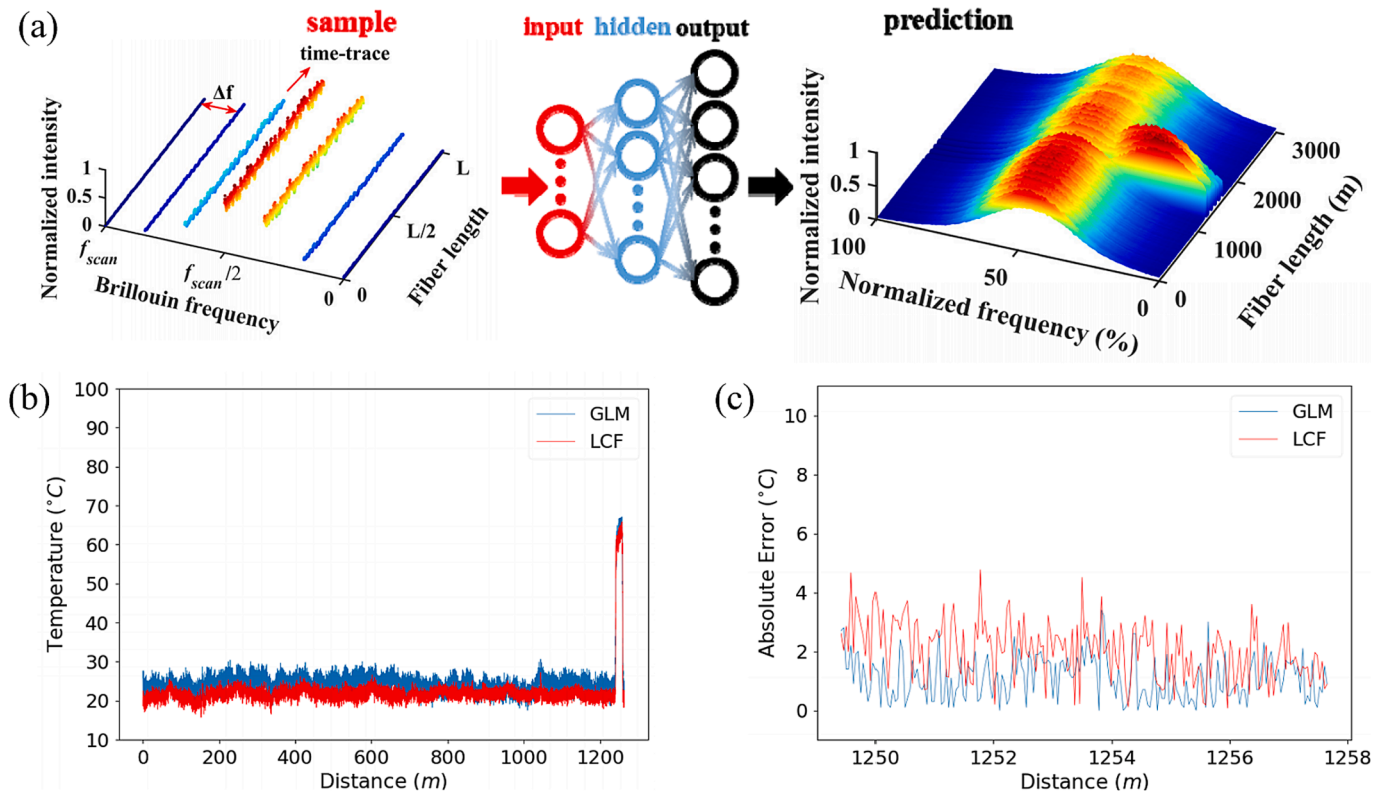 (a)
sample
input hidden output
prediction
time-trace
Δf
Normalized intensity
1
0.5
0
f_scan
f_scan/2
0
Brillouin frequency
0
L/2
L
Fiber length
Normalized intensity
1
0.5
0
100
50
0
Normalized frequency (%)
0
1000
2000
3000
Fiber length (m)
(b)
Temperature (°C)
100
90
80
70
60
50
40
30
20
10
0 200 400 600 800 1000 1200
Distance (m)
GLM
LCF
(c)
Absolute Error (°C)
10
8
6
4
2
0
1250 1252 1254 1256 1258
Distance (m)
GLM
LCF